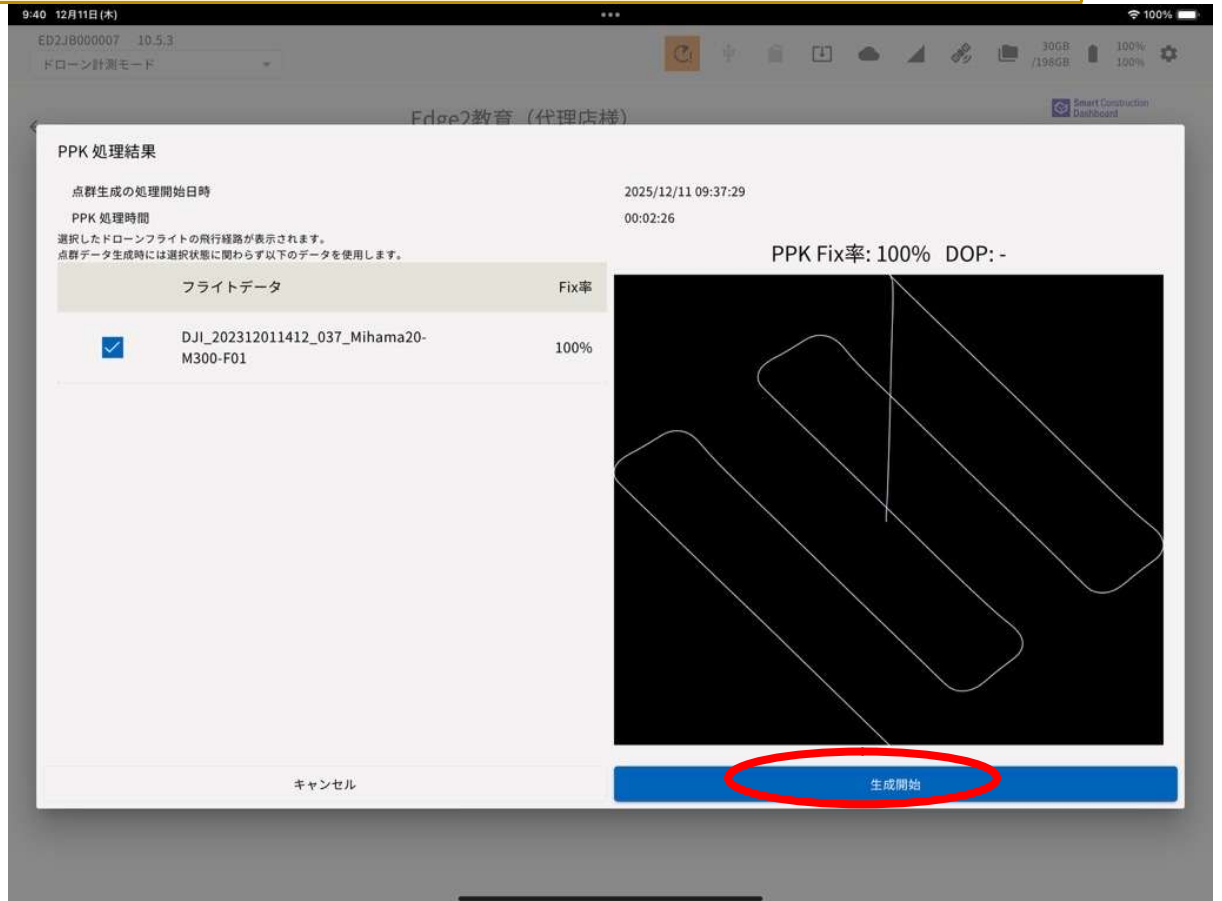 9:40 12月11日(木)
100%
ED2JB000007 10.5.3
ドローン計測モード
30GB
/198GB
100%
100%
Edge2教育（代理店様）
Smart Construction
Dashboard
PPK 処理結果
点群生成の処理開始日時
2025/12/11 09:37:29
PPK 処理時間
00:02:26
選択したドローンフライトの飛行経路が表示されます。
点群データ生成時には選択状態に関わらず以下のデータを使用します。
PPK Fix率: 100% DOP: -
フライトデータ
Fix率
DJI_202312011412_037_Mihama20-
M300-F01
100%
キャンセル
生成開始